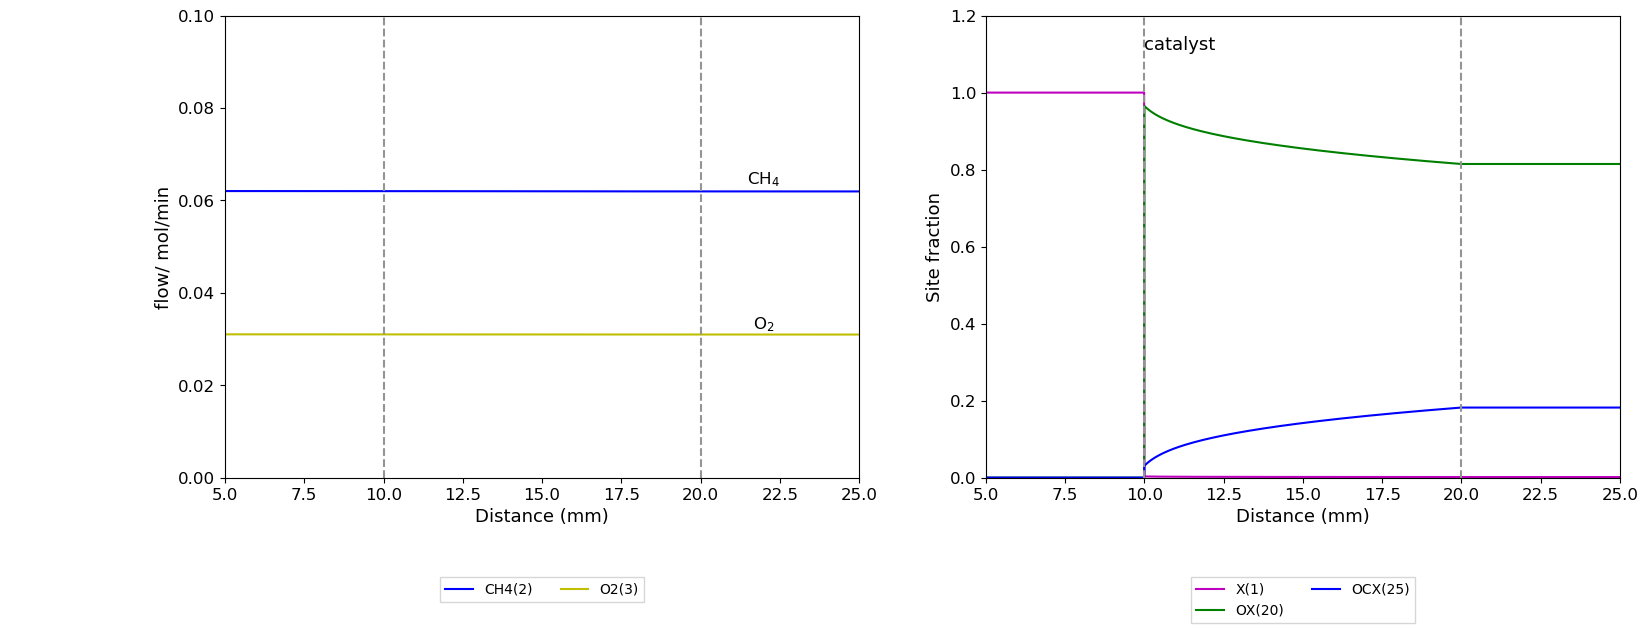 0.10
0.08
0.06
0.04
0.02
0.00
flow/ mol/min
CH₄
O₂
5.0 7.5 10.0 12.5 15.0 17.5 20.0 22.5 25.0
Distance (mm)
CH4(2) O2(3)
1.2
1.0
0.8
0.6
0.4
0.2
0.0
Site fraction
catalyst
5.0 7.5 10.0 12.5 15.0 17.5 20.0 22.5 25.0
Distance (mm)
X(1) OCX(25)
OX(20)